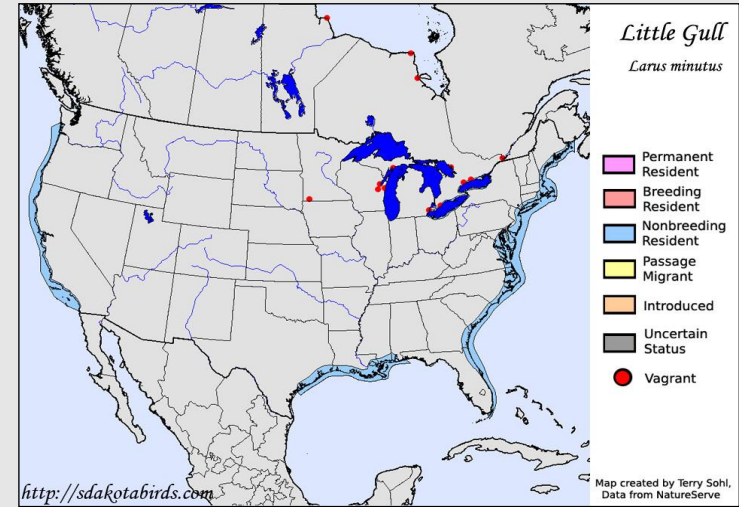 Little Gull
Larus minutus
Permanent
Resident
Breeding
Resident
Nonbreeding
Resident
Passage
Migrant
Introduced
Uncertain
Status
Vagrant
Map created by Terry Sohl,
Data from NatureServe
http://sdakotabirds.com